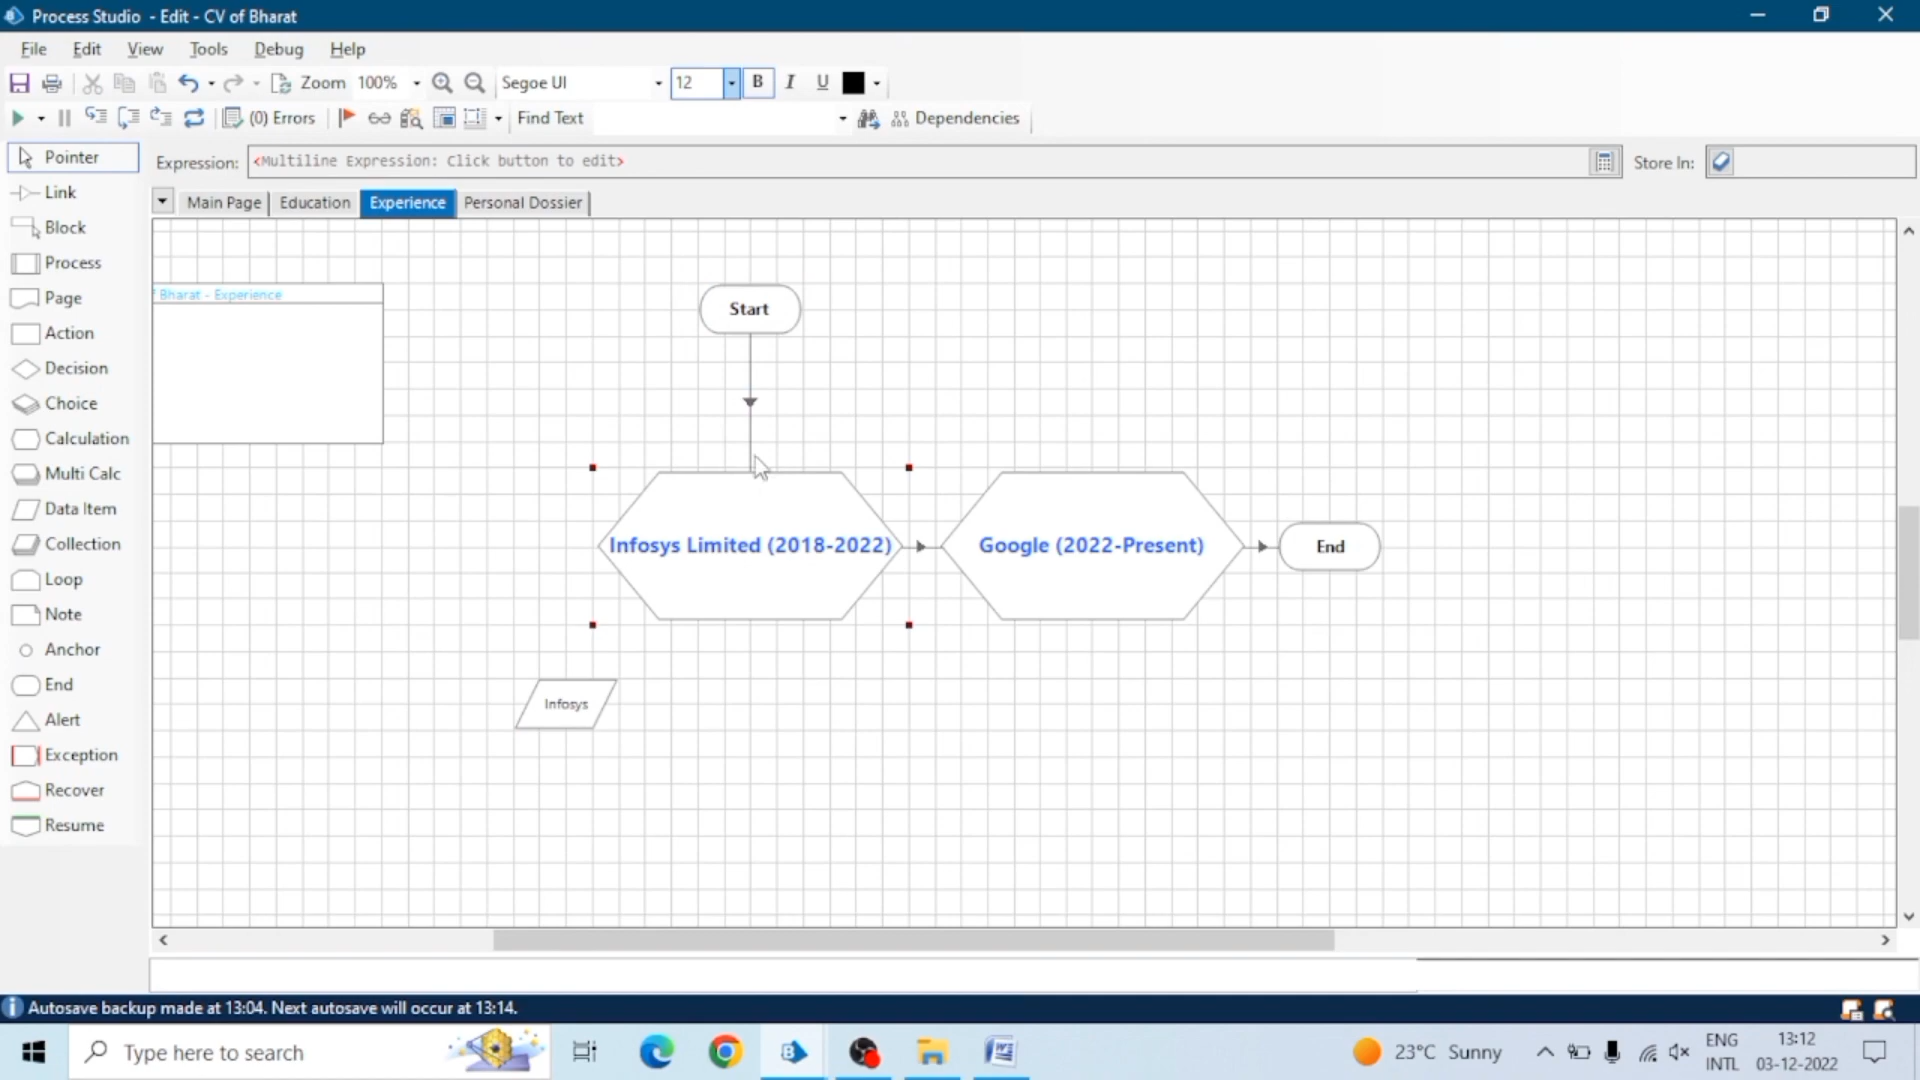 Process Studio - Edit - CV of Bharat
File Edit View Tools Debug Help
Zoom 100% Segoe UI 12 B I U
(0) Errors Find Text Dependencies
Pointer
Expression: <Multiline Expression: Click button to edit> Store In:
Link
Main Page Education Experience Personal Dossier
Block
Process
Page
Action
Decision
Choice
Calculation
Multi Calc
Data Item
Collection
Loop
Note
Anchor
End
Alert
Exception
Recover
Resume
Bharat - Experience
Start
Infosys Limited (2018-2022)
Google (2022-Present)
End
Infosys
Autosave backup made at 13:04. Next autosave will occur at 13:14.
Type here to search
23°C Sunny
ENG
INTL
13:12
03-12-2022